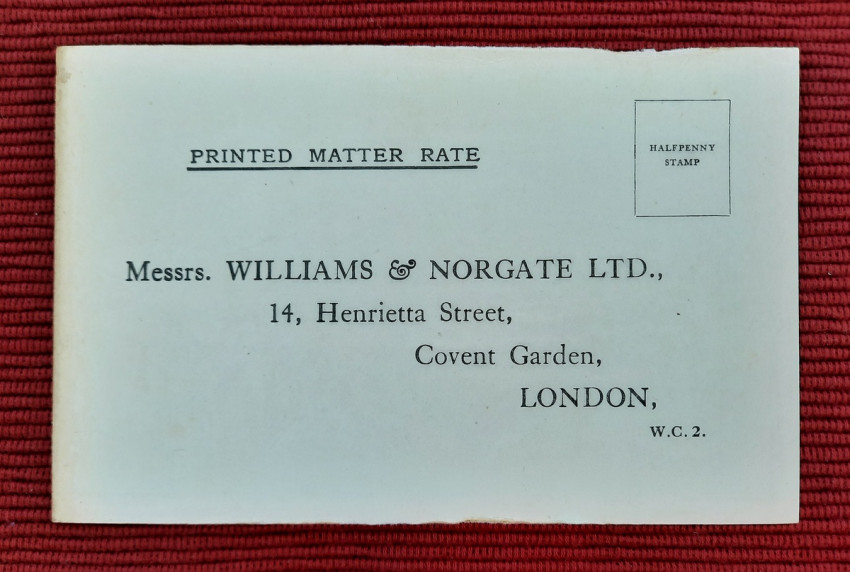 PRINTED MATTER RATE
HALFPENNY
STAMP
Messrs. WILLIAMS & NORGATE LTD.,
14, Henrietta Street,
Covent Garden,
LONDON,
W.C. 2.